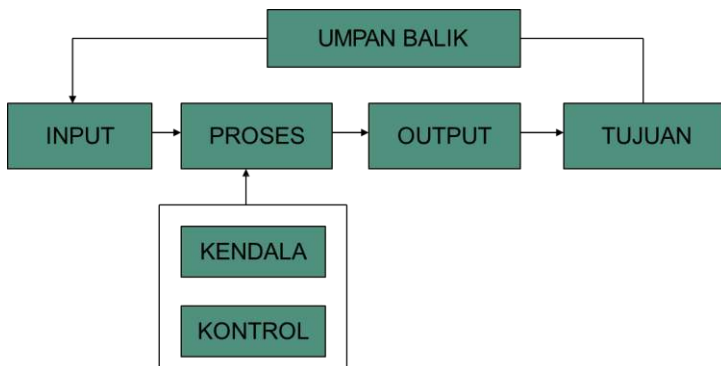 UMPAN BALIK
INPUT
PROSES
OUTPUT
TUJUAN
KENDALA
KONTROL